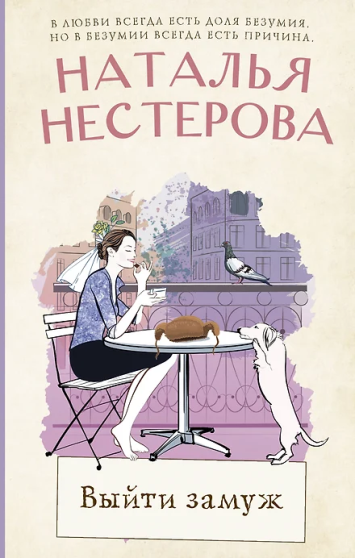 В ЛЮБВИ ВСЕГДА ЕСТЬ ДОЛЯ БЕЗУМИЯ.
НО В БЕЗУМИИ ВСЕГДА ЕСТЬ ПРИЧИНА.
НАТАЛЬЯ
НЕСТЕРОВА
Выйти замуж